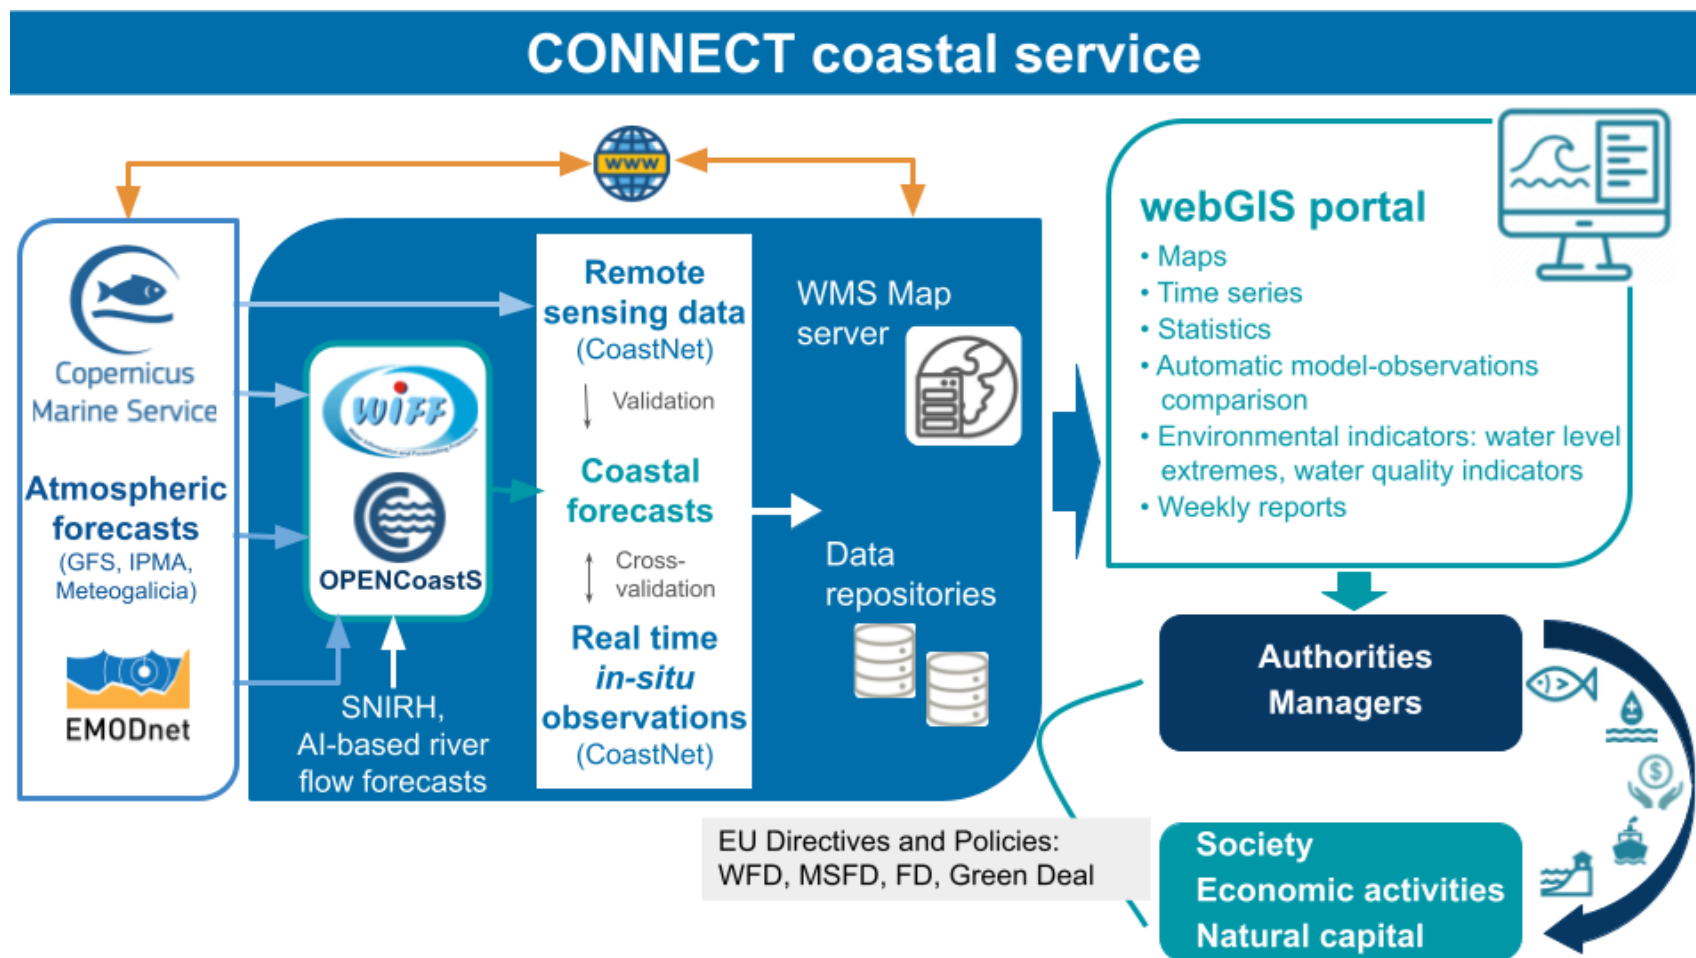 CONNECT coastal service
www
Copernicus
Marine Service
Atmospheric
forecasts
(GFS, IPMA,
Meteogalicia)
EMODnet
WiFF
OPENCoastS
SNIRH,
AI-based river
flow forecasts
Remote
sensing data
(CoastNet)
Validation
Coastal
forecasts
Cross-
validation
Real time
in-situ
observations
(CoastNet)
WMS Map
server
Data
repositories
webGIS portal
• Maps
• Time series
• Statistics
• Automatic model-observations
comparison
• Environmental indicators: water level
extremes, water quality indicators
• Weekly reports
Authorities
Managers
$
EU Directives and Policies:
WFD, MSFD, FD, Green Deal
Society
Economic activities
Natural capital